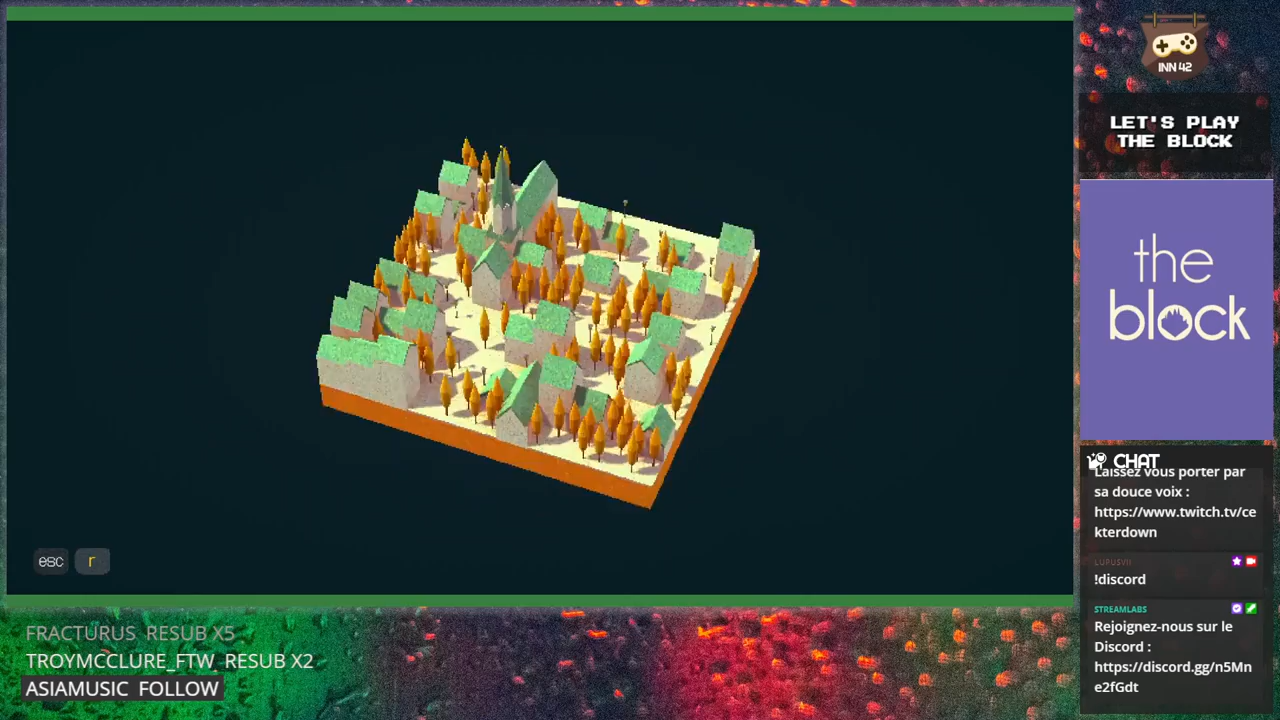 INN 42
LET'S PLAY
THE BLOCK
the
block
CHAT
Laissez vous porter par
sa douce voix :
https://www.twitch.tv/ce
kterdown
LUPUSVII
!discord
STREAMLABS
Rejoignez-nous sur le
Discord :
https://discord.gg/n5Mn
e2fGdt
esc r
FRACTURUS RESUB X5
TROYMCCLURE_FTW RESUB X2
ASIAMUSIC FOLLOW